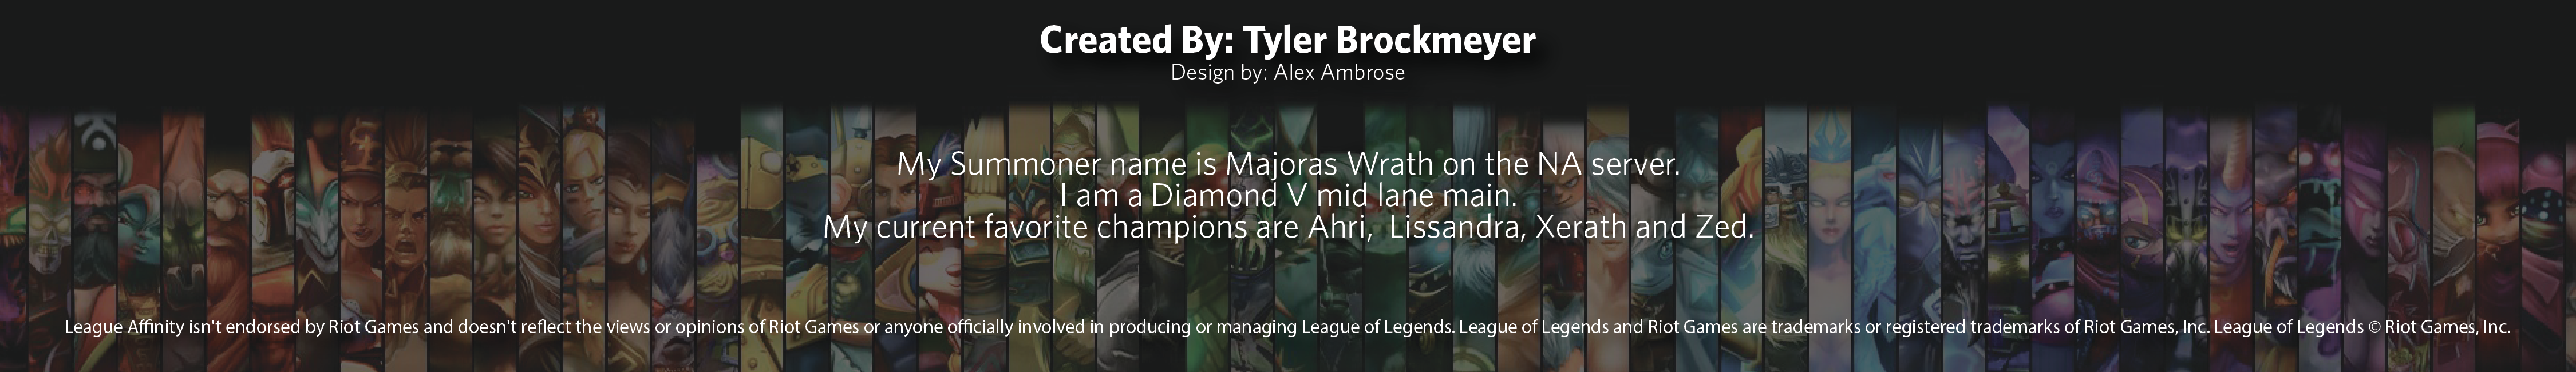 Created By: Tyler Brockmeyer
Design by: Alex Ambrose
My Summoner name is Majoras Wrath on the NA server.
I am a Diamond V mid lane main.
My current favorite champions are Ahri,  Lissandra, Xerath and Zed.
League Affinity isn't endorsed by Riot Games and doesn't reflect the views or opinions of Riot Games or anyone officially involved in producing or managing League of Legends. League of Legends and Riot Games are trademarks or registered trademarks of Riot Games, Inc. League of Legends © Riot Games, Inc.